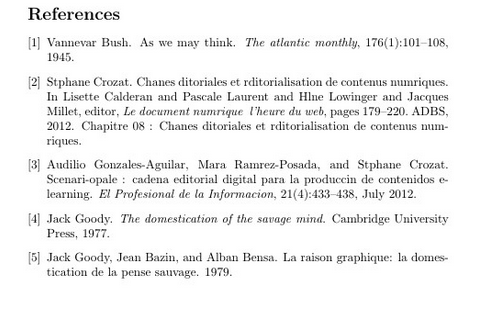 References
[1] Vannevar Bush. As we may think. The atlantic monthly, 176(1):101–108,
1945.
[2] Stphane Crozat. Chanes ditoriales et rditorialisation de contenus numriques.
In Lisette Calderan and Pascale Laurent and Hlne Lowinger and Jacques
Millet, editor, Le document numrique l'heure du web, pages 179–220. ADBS,
2012. Chapitre 08 : Chanes ditoriales et rditorialisation de contenus num-
riques.
[3] Audilio Gonzales-Aguilar, Mara Ramrez-Posada, and Stphane Crozat.
Scenari-opale : cadena editorial digital para la produccin de contenidos e-
learning. El Profesional de la Informacion, 21(4):433–438, July 2012.
[4] Jack Goody. The domestication of the savage mind. Cambridge University
Press, 1977.
[5] Jack Goody, Jean Bazin, and Alban Bensa. La raison graphique: la domes-
tication de la pense sauvage. 1979.